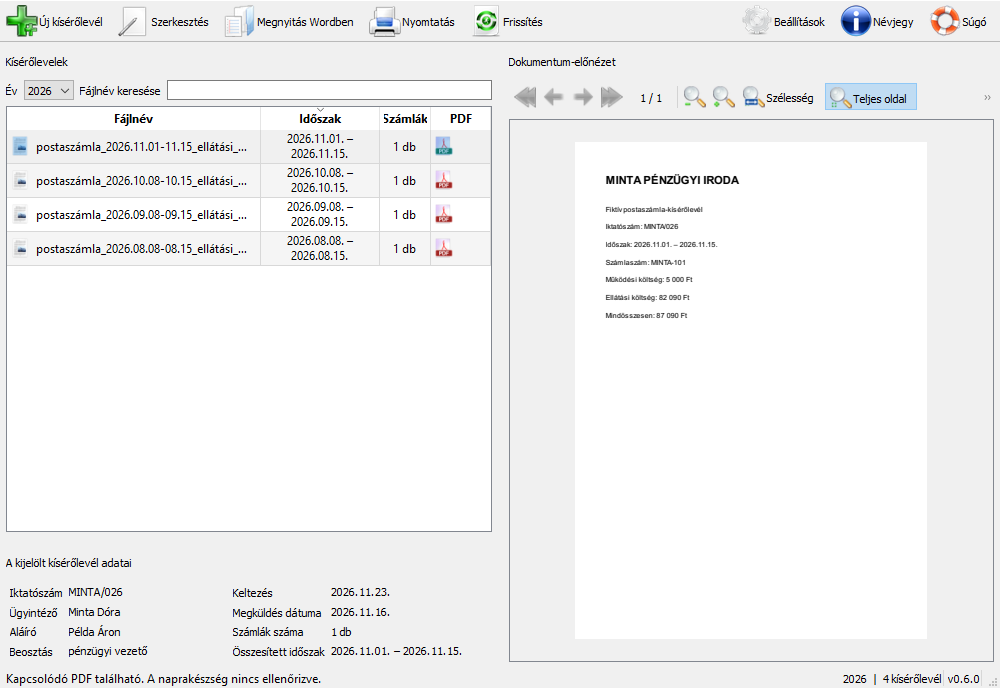 Új kísérőlevél Szerkesztés Megnyitás Wordben Nyomtatás Frissítés Beállítások Névjegy Súgó
Kísérőlevelek
Év 2026 Fájlnév keresése
Fájlnév Időszak Számlák PDF
postaszámla_2026.11.01-11.15_ellátási_... 2026.11.01. – 2026.11.15. 1 db PDF
postaszámla_2026.10.08-10.15_ellátási_... 2026.10.08. – 2026.10.15. 1 db PDF
postaszámla_2026.09.08-09.15_ellátási_... 2026.09.08. – 2026.09.15. 1 db PDF
postaszámla_2026.08.08-08.15_ellátási_... 2026.08.08. – 2026.08.15. 1 db PDF
A kijelölt kísérőlevél adatai
Iktatószám MINTA/026 Keltezés 2026.11.23.
Ügyintéző Minta Dóra Megküldés dátuma 2026.11.16.
Aláíró Példa Áron Számlák száma 1 db
Beosztás pénzügyi vezető Összesített időszak 2026.11.01. – 2026.11.15.
Dokumentum-előnézet
1 / 1 Szélesség Teljes oldal »
MINTA PÉNZÜGYI IRODA
Fiktív postaszámla-kísérőlevél
Iktatószám: MINTA/026
Időszak: 2026.11.01. – 2026.11.15.
Számlaszám: MINTA-101
Működési költség: 5 000 Ft
Ellátási költség: 82 090 Ft
Mindösszesen: 87 090 Ft
Kapcsolódó PDF található. A naprakészség nincs ellenőrizve. 2026 | 4 kísérőlevél v0.6.0